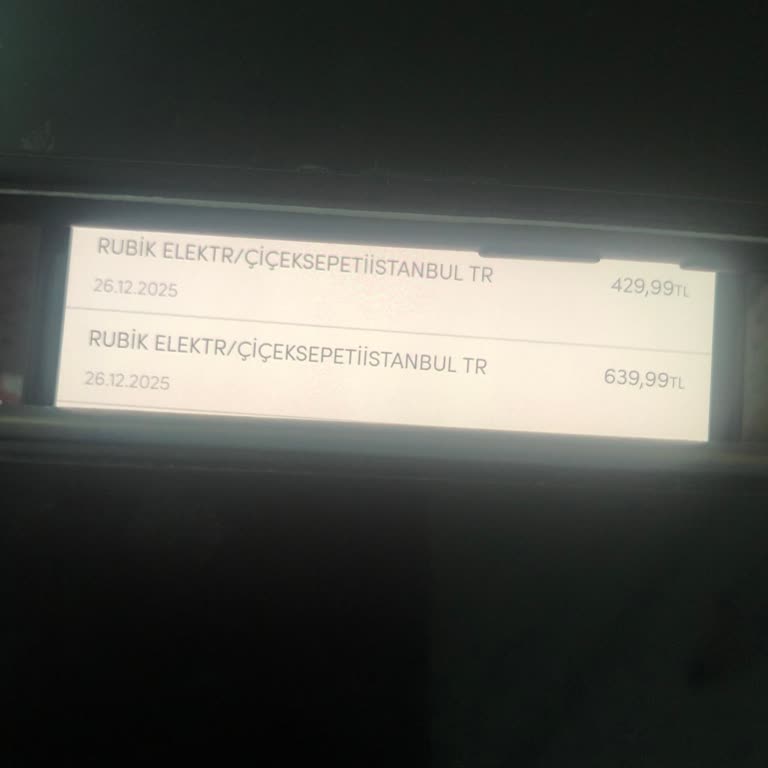 RUBİK ELEKTR/ÇİÇEKSEPETİİSTANBUL TR
429,99TL
26.12.2025
RUBİK ELEKTR/ÇİÇEKSEPETİİSTANBUL TR
639,99TL
26.12.2025